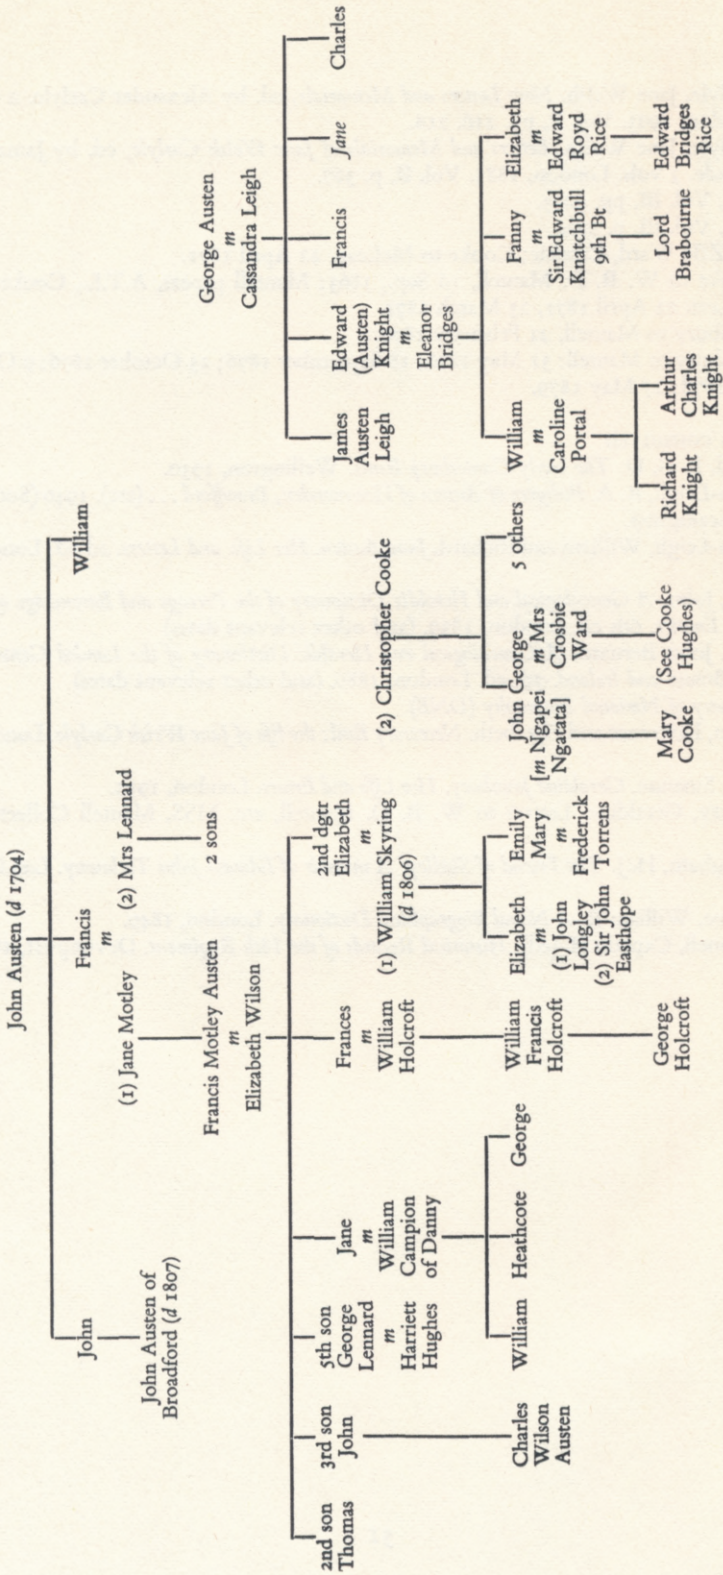 John Austen (d 1704)
John
Francis
m
William
John Austen of
Broadford (d 1807)
(1) Jane Motley
(2) Mrs Lennard
2 sons
George Austen
m
Cassandra Leigh
Francis Motley Austen
m
Elizabeth Wilson
James
Austen
Leigh
Edward
(Austen)
Knight
m
Eleanor
Bridges
Francis
Jane
Charles
2nd son
Thomas
3rd son
John
5th son
George
Lennard
m
Harriett
Hughes
Jane
m
William
Campion
of Danny
Frances
m
William
Holcroft
2nd dgtr
Elizabeth
m
(1) William Skyring
(d 1806)
(2) Christopher Cooke
William
m
Caroline
Portal
Fanny
m
Sir Edward
Knatchbull
9th Bt
Elizabeth
m
Edward
Royd
Rice
Charles
Wilson
Austen
William
Heathcote
George
William
Francis
Holcroft
Elizabeth
m
(1) John
Longley
(2) Sir John
Easthope
Emily
Mary
m
Frederick
Torrens
John
[m Ngapei
Ngatata]
George
m Mrs
Crosbie
Ward
5 others
Richard
Knight
Arthur
Charles
Knight
Lord
Brabourne
Edward
Bridges
Rice
George
Holcroft
Mary
Cooke
(See Cooke
Hughes)